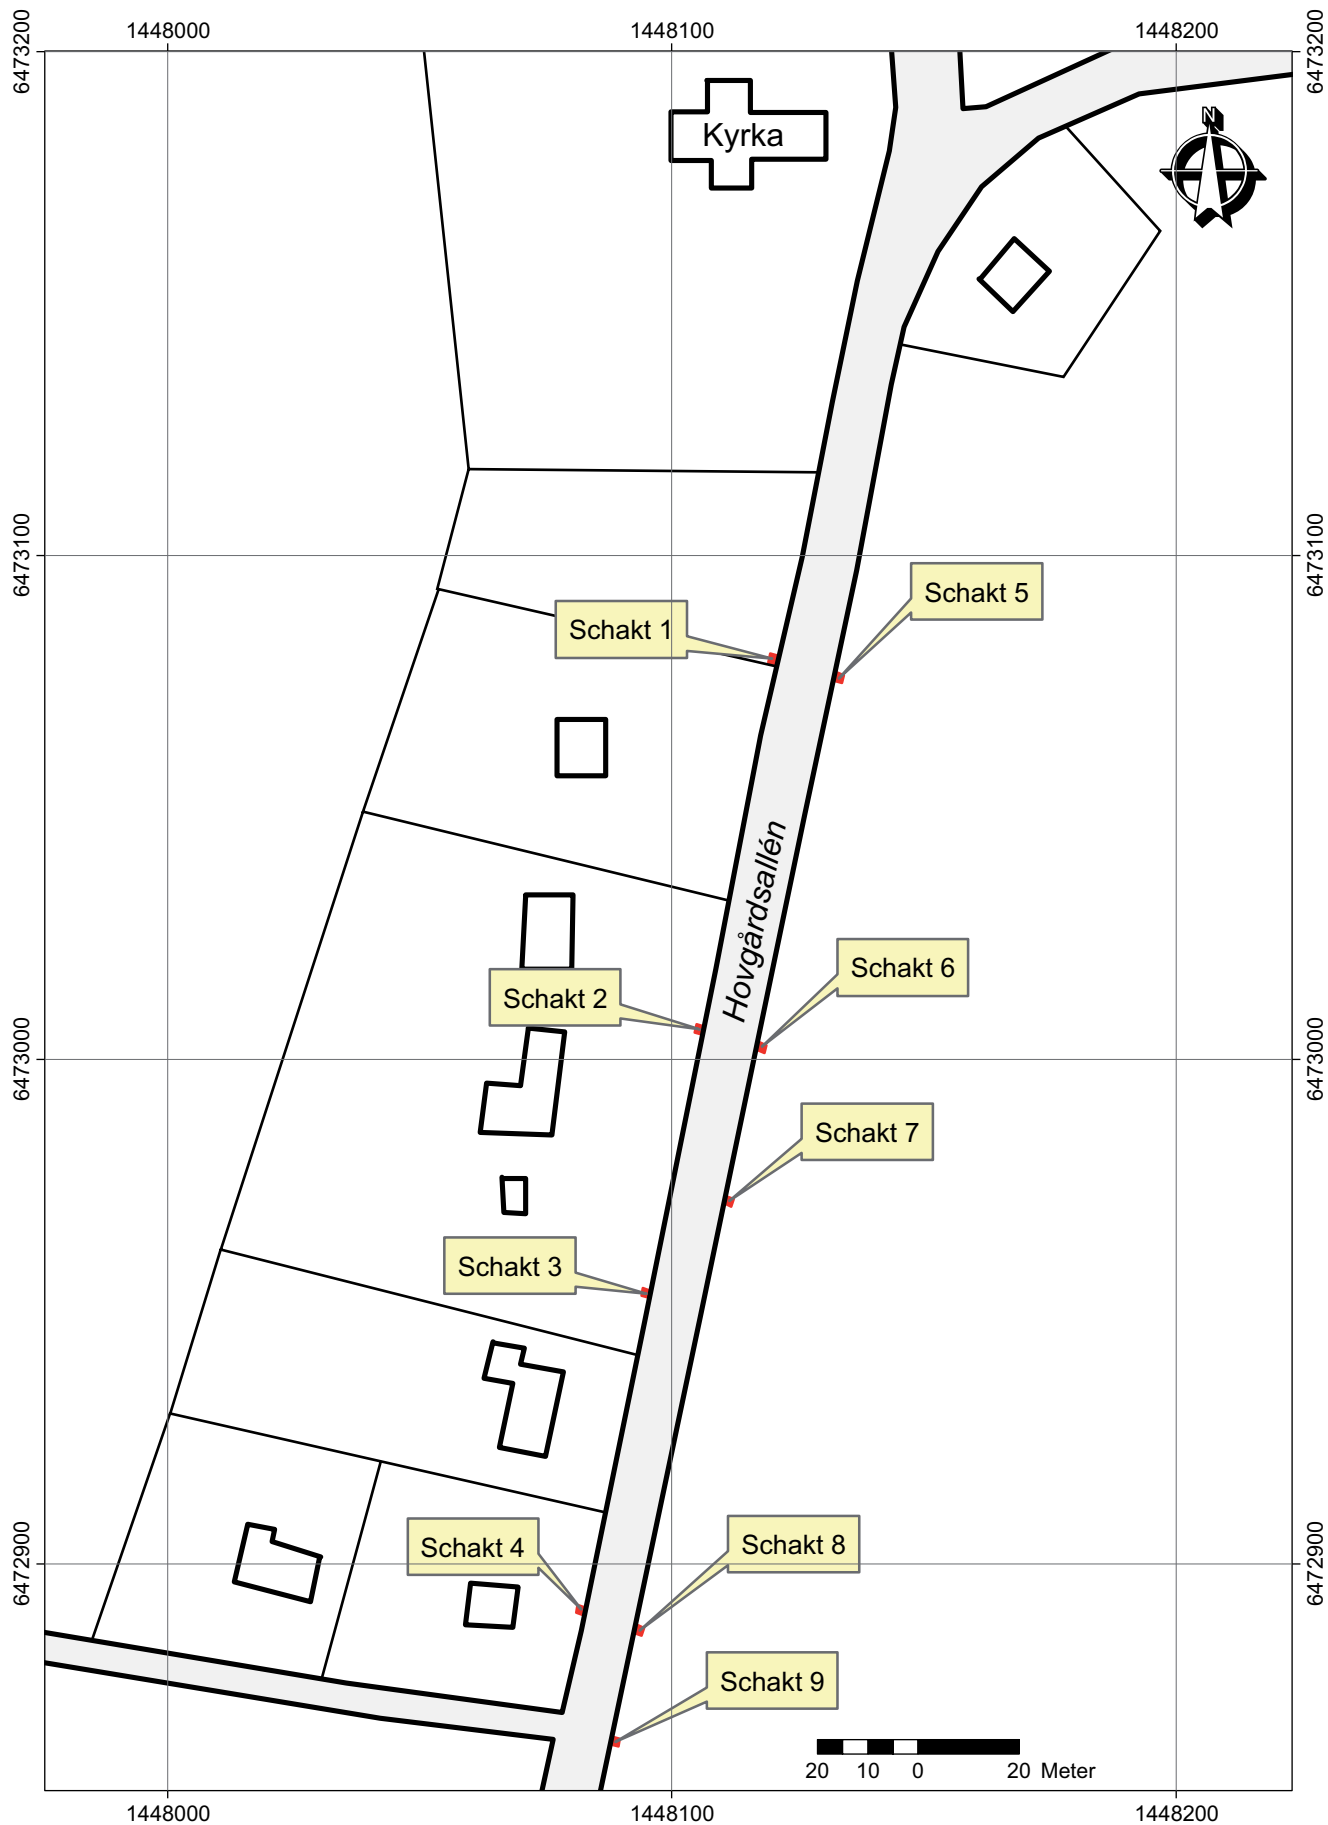 1448000 1448100 1448200
6473200 6473200
N
Kyrka
6473100 6473100
Schakt 5
Schakt 1
Hovgårdsallén
Schakt 6
Schakt 2
6473000 6473000
Schakt 7
Schakt 3
Schakt 8
Schakt 4
6472900 6472900
Schakt 9
20 10 0 20 Meter
1448000 1448100 1448200